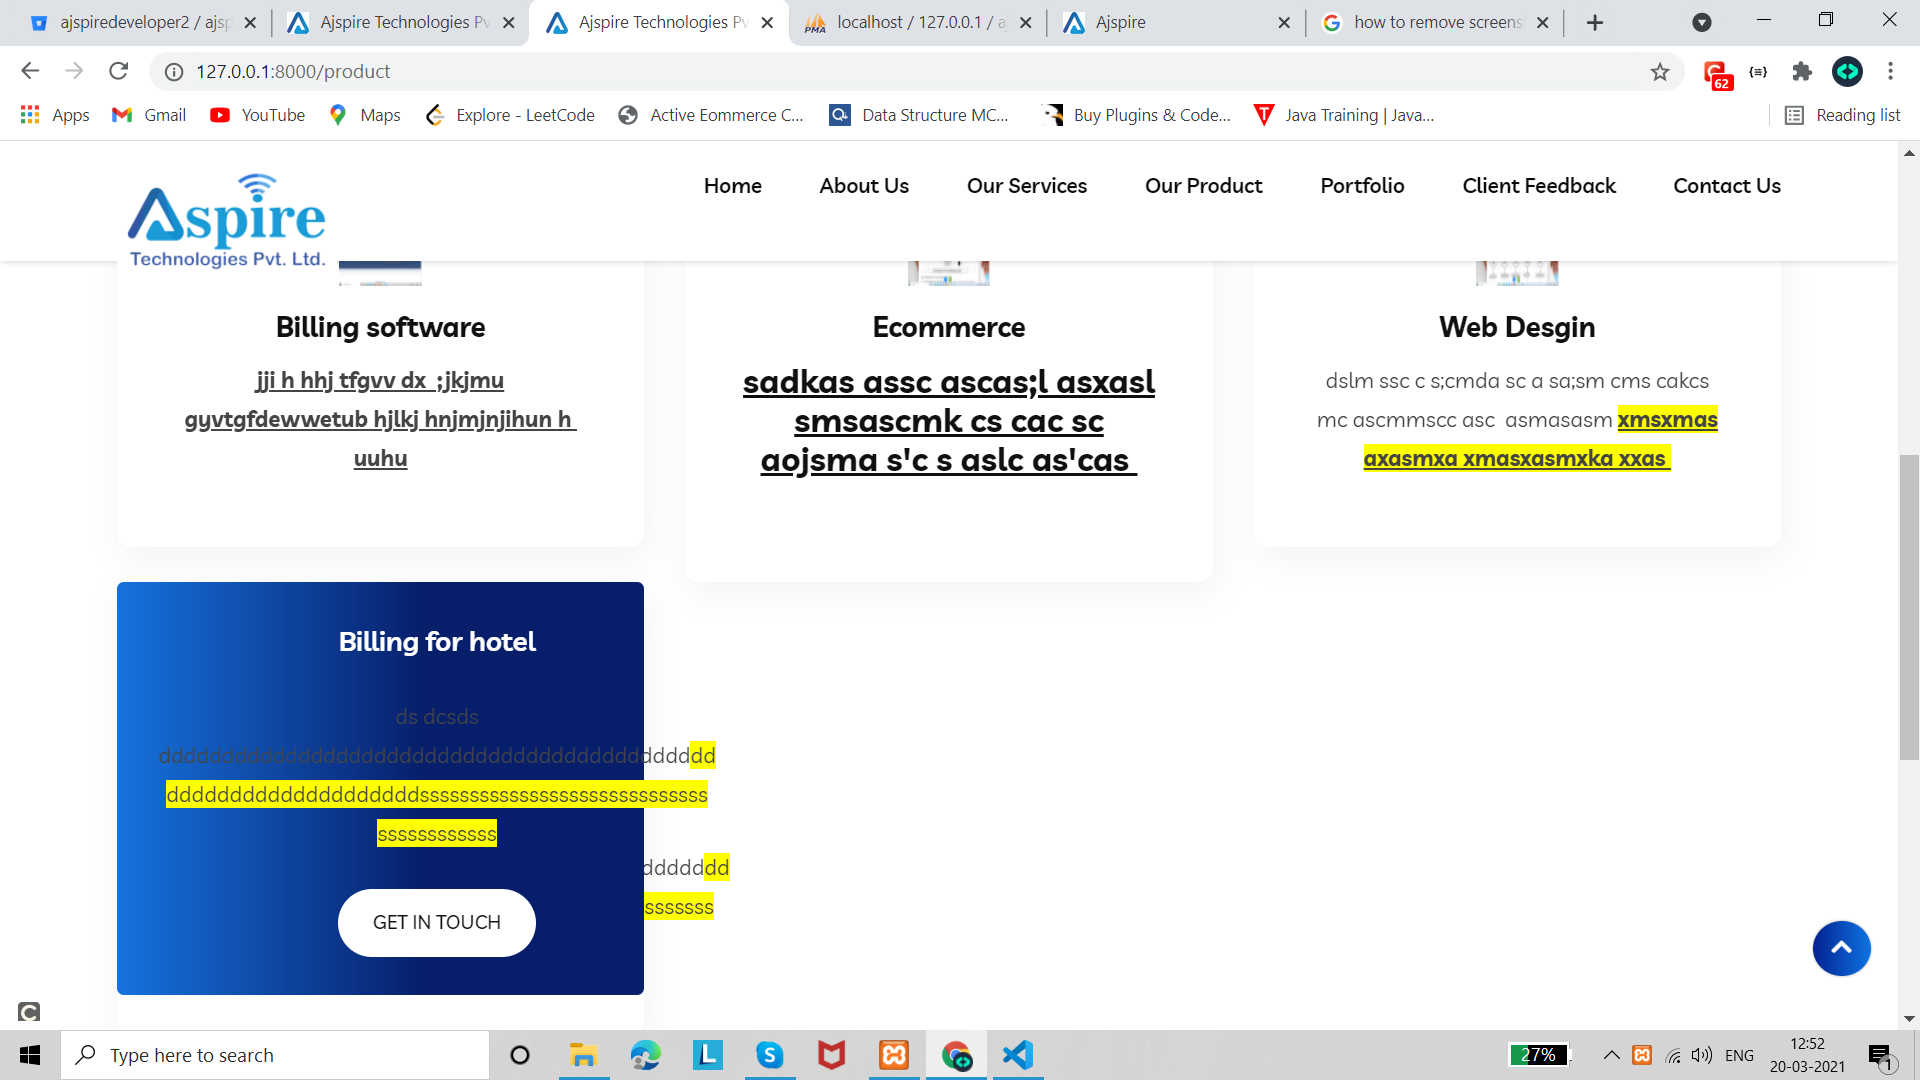 ajspiredeveloper2 / ajsp
Ajspire Technologies Pv
Ajspire Technologies Pv
localhost / 127.0.0.1 / aj
Ajspire
how to remove screens
127.0.0.1:8000/product
62
Apps
Gmail
YouTube
Maps
Explore - LeetCode
Active Eommerce C...
Data Structure MC...
Buy Plugins & Code...
Java Training | Java...
Reading list
Aspire
Technologies Pvt. Ltd.
Home
About Us
Our Services
Our Product
Portfolio
Client Feedback
Contact Us
Billing software
jji h hhj tfgvv dx ;jkjmu
gyvtgfdewwetub hjlkj hnjmjnjihun h
uuhu
Ecommerce
sadkas assc ascas;l asxasl
smsascmk cs cac sc
aojsma s'c s aslc as'cas
Web Desgin
dslm ssc c s;cmda sc a sa;sm cms cakcs
mc ascmmscc asc asmasasm xmsxmas
axasmxa xmasxasmxka xxas
Billing for hotel
ds dcsds
dddddddddddddddddddddddddddddddddddddddddddd
ddddddddddddddddddddsssssssssssssssssssssssssssss
ssssssssssss
ddddddd
sssssss
GET IN TOUCH
Type here to search
27%
ENG
12:52
20-03-2021
1